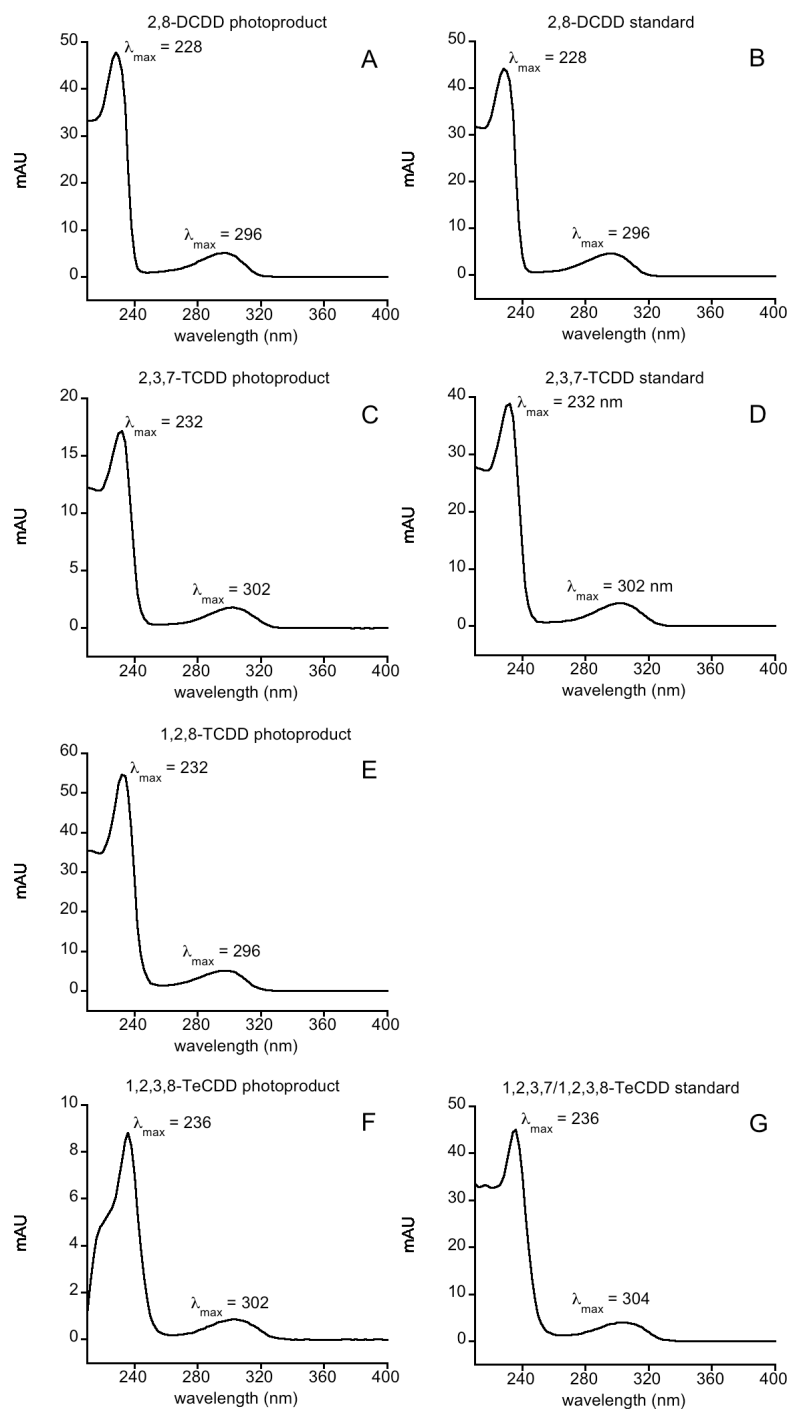 2,8-DCDD photoproduct
A
λmax = 228
λmax = 296
50
40
30
20
10
0
mAU
240
280
320
360
400
wavelength (nm)
2,8-DCDD standard
B
λmax = 228
λmax = 296
50
40
30
20
10
0
mAU
240
280
320
360
400
wavelength (nm)
2,3,7-TCDD photoproduct
C
λmax = 232
λmax = 302
20
15
10
5
0
mAU
240
280
320
360
400
wavelength (nm)
2,3,7-TCDD standard
D
λmax = 232 nm
λmax = 302 nm
40
30
20
10
0
mAU
240
280
320
360
400
wavelength (nm)
1,2,8-TCDD photoproduct
E
λmax = 232
λmax = 296
60
50
40
30
20
10
0
mAU
240
280
320
360
400
wavelength (nm)
1,2,3,8-TeCDD photoproduct
F
λmax = 236
λmax = 302
10
8
6
4
2
0
mAU
240
280
320
360
400
wavelength (nm)
1,2,3,7/1,2,3,8-TeCDD standard
G
λmax = 236
λmax = 304
50
40
30
20
10
0
mAU
240
280
320
360
400
wavelength (nm)